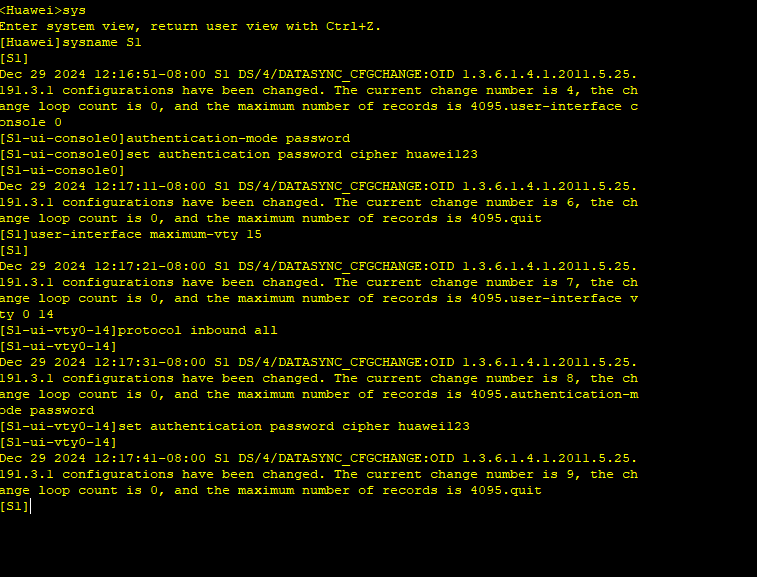 <Huawei>sys
Enter system view, return user view with Ctrl+Z.
[Huawei]sysname S1
[S1]
Dec 29 2024 12:16:51-08:00 S1 DS/4/DATASYNC_CFGCHANGE:OID 1.3.6.1.4.1.2011.5.25.
191.3.1 configurations have been changed. The current change number is 4, the ch
ange loop count is 0, and the maximum number of records is 4095.user-interface c
onsole 0
[S1-ui-console0]authentication-mode password
[S1-ui-console0]set authentication password cipher huawei123
[S1-ui-console0]
Dec 29 2024 12:17:11-08:00 S1 DS/4/DATASYNC_CFGCHANGE:OID 1.3.6.1.4.1.2011.5.25.
191.3.1 configurations have been changed. The current change number is 6, the ch
ange loop count is 0, and the maximum number of records is 4095.quit
[S1]user-interface maximum-vty 15
[S1]
Dec 29 2024 12:17:21-08:00 S1 DS/4/DATASYNC_CFGCHANGE:OID 1.3.6.1.4.1.2011.5.25.
191.3.1 configurations have been changed. The current change number is 7, the ch
ange loop count is 0, and the maximum number of records is 4095.user-interface v
ty 0 14
[S1-ui-vty0-14]protocol inbound all
[S1-ui-vty0-14]
Dec 29 2024 12:17:31-08:00 S1 DS/4/DATASYNC_CFGCHANGE:OID 1.3.6.1.4.1.2011.5.25.
191.3.1 configurations have been changed. The current change number is 8, the ch
ange loop count is 0, and the maximum number of records is 4095.authentication-m
ode password
[S1-ui-vty0-14]set authentication password cipher huawei123
[S1-ui-vty0-14]
Dec 29 2024 12:17:41-08:00 S1 DS/4/DATASYNC_CFGCHANGE:OID 1.3.6.1.4.1.2011.5.25.
191.3.1 configurations have been changed. The current change number is 9, the ch
ange loop count is 0, and the maximum number of records is 4095.quit
[S1]